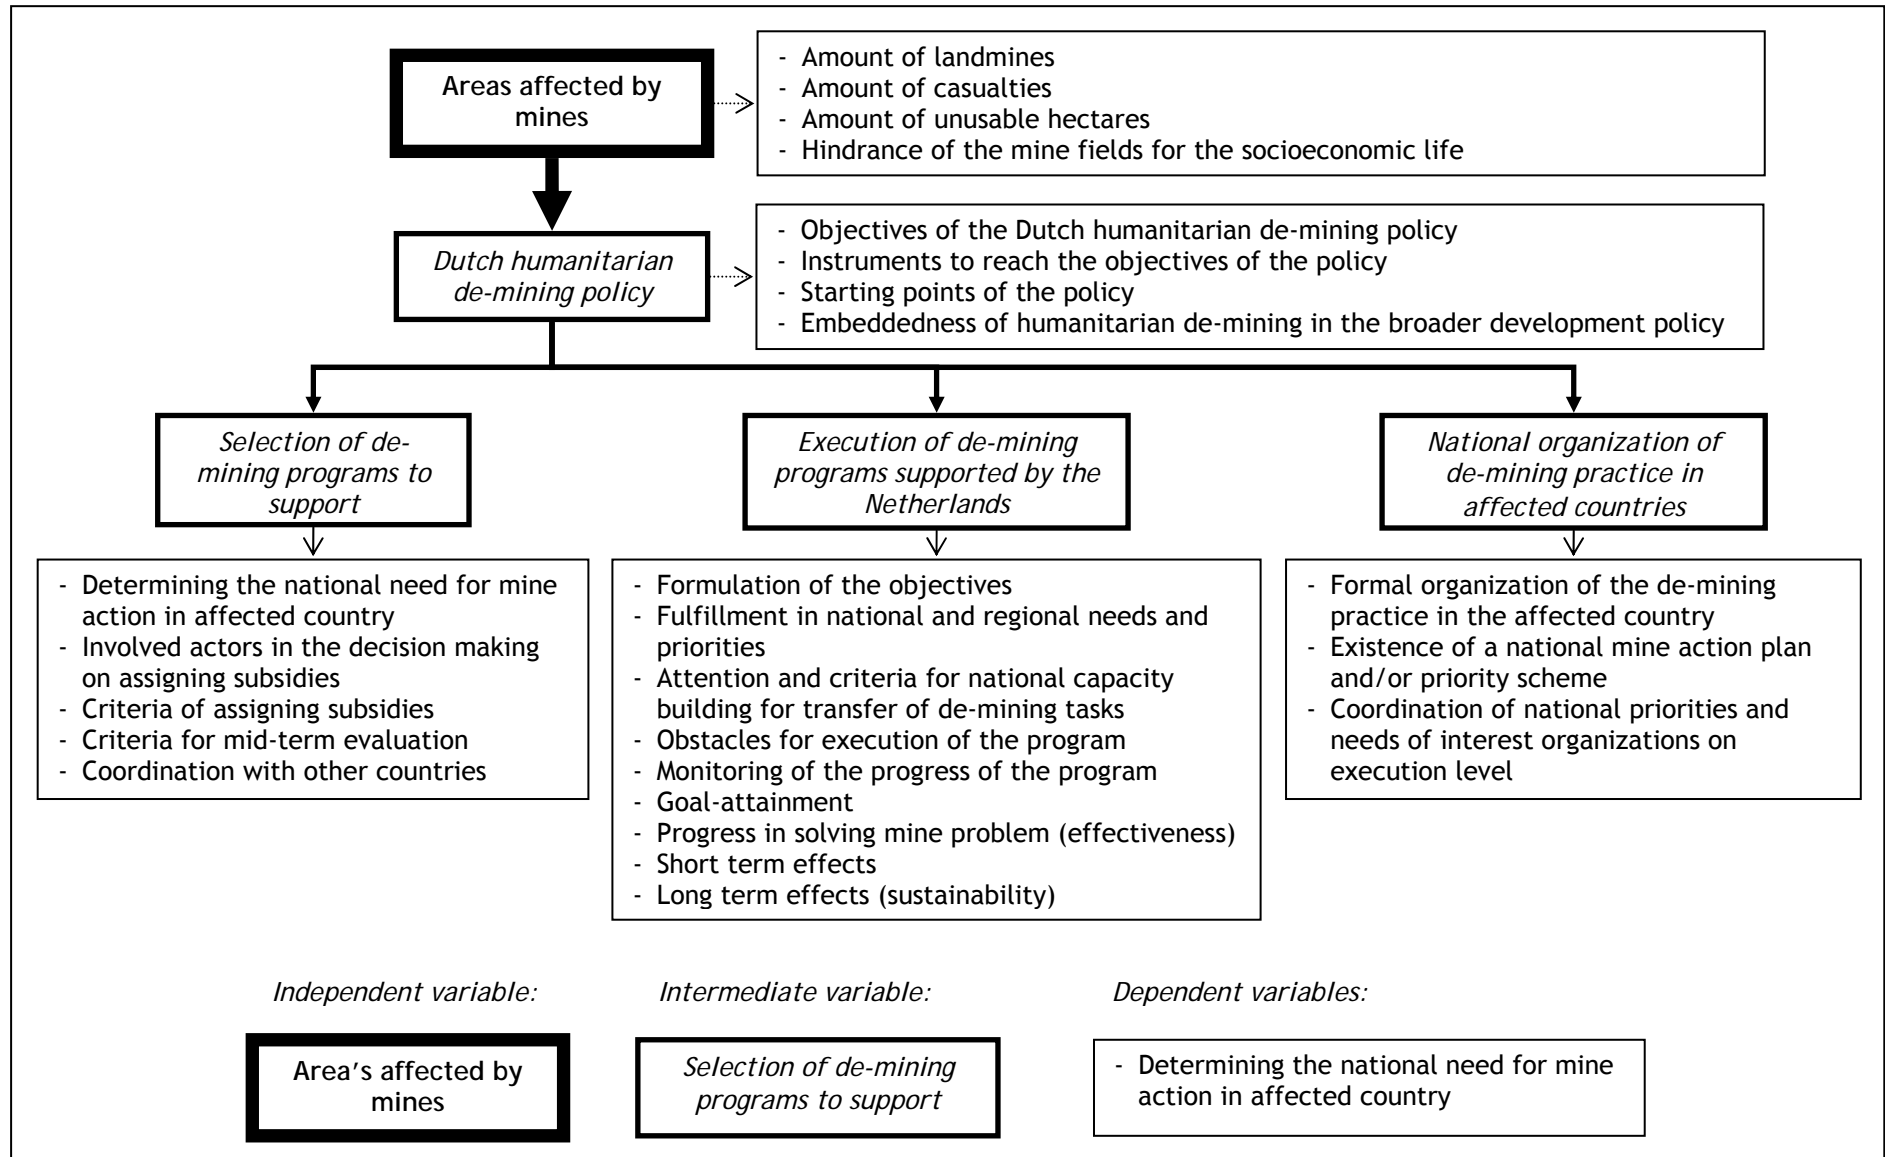 Areas affected by
mines
- Amount of landmines
- Amount of casualties
- Amount of unusable hectares
- Hindrance of the mine fields for the socioeconomic life
Dutch humanitarian
de-mining policy
- Objectives of the Dutch humanitarian de-mining policy
- Instruments to reach the objectives of the policy
- Starting points of the policy
- Embeddedness of humanitarian de-mining in the broader development policy
Selection of de-
mining programs to
support
Execution of de-mining
programs supported by the
Netherlands
National organization of
de-mining practice in
affected countries
- Determining the national need for mine
action in affected country
- Involved actors in the decision making
on assigning subsidies
- Criteria of assigning subsidies
- Criteria for mid-term evaluation
- Coordination with other countries
- Formulation of the objectives
- Fulfillment in national and regional needs and
priorities
- Attention and criteria for national capacity
building for transfer of de-mining tasks
- Obstacles for execution of the program
- Monitoring of the progress of the program
- Goal-attainment
- Progress in solving mine problem (effectiveness)
- Short term effects
- Long term effects (sustainability)
- Formal organization of the de-mining
practice in the affected country
- Existence of a national mine action plan
and/or priority scheme
- Coordination of national priorities and
needs of interest organizations on
execution level
Independent variable:
Intermediate variable:
Dependent variables:
Area's affected by
mines
Selection of de-mining
programs to support
- Determining the national need for mine
action in affected country